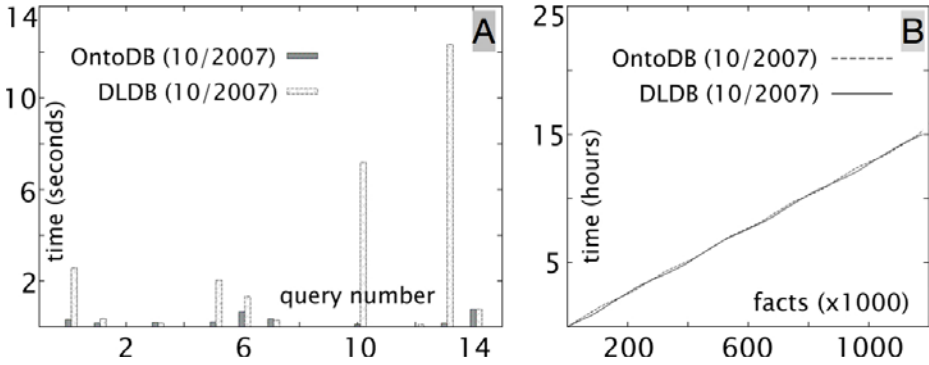 14
10
6
2
time (seconds)
A
OntoDB (10/2007)
DLDB (10/2007)
query number
2
6
10
14
25
15
5
time (hours)
B
OntoDB (10/2007)
DLDB (10/2007)
facts (x1000)
200
600
1000